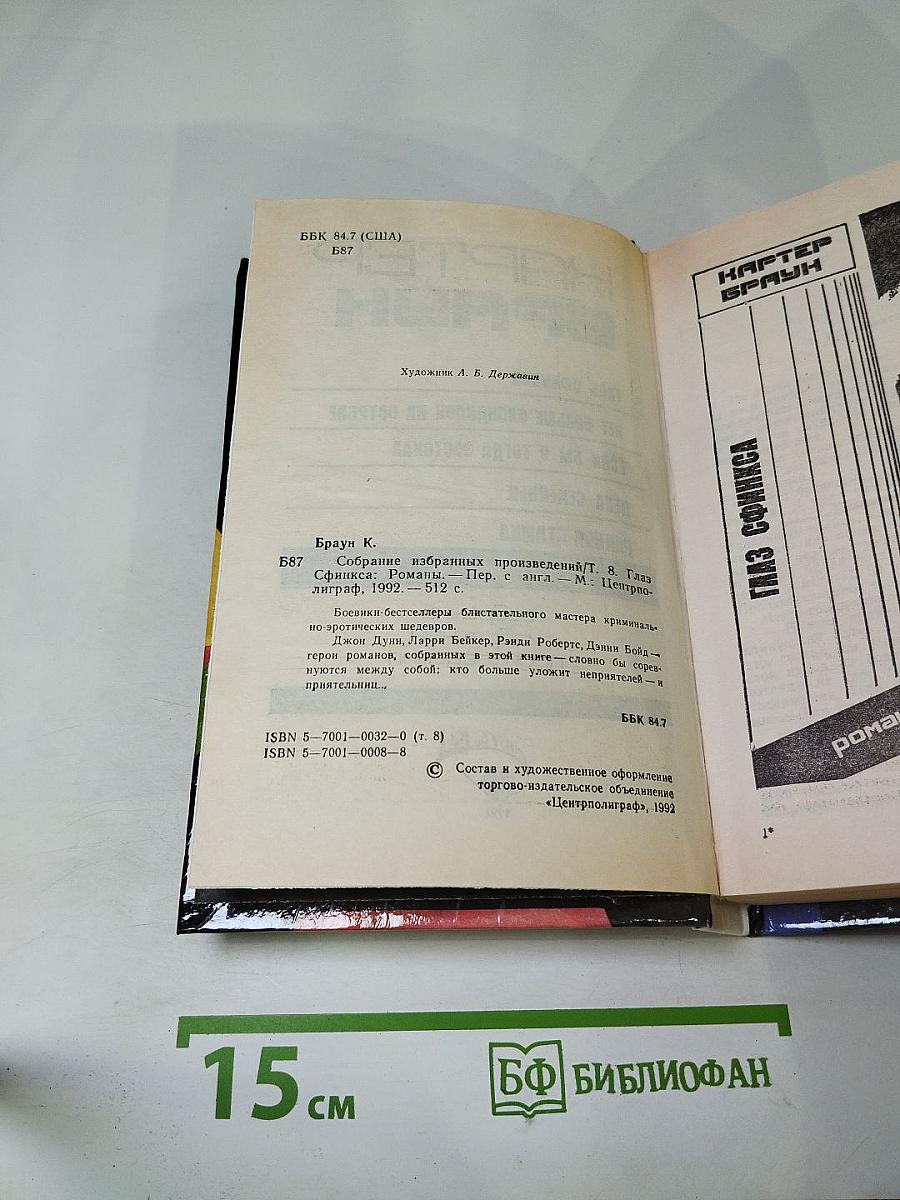 ББК 84.7 (США)
Б87
Художник А. Б. Державин
Браун К.
Б87 Собрание избранных произведений/Т. 8. Глаз
Сфинкса: Романы. — Пер. с англ. — М.: Центрпо-
лиграф, 1992. — 512 с.
Боевики-бестселлеры блистательного мастера криминаль-
но-эротических шедевров.
Джон Дунн, Ларри Бейкер, Рэнди Робертс, Дэнни Бойд —
герои романов, собранных в этой книге — словно бы сорев-
нуются между собой: кто больше уложит неприятелей — и
приятельниц...
ББК 84.7
ISBN 5—7001—0032—0 (т. 8)
ISBN 5—7001—0008—8
© Состав и художественное оформление
торгово-издательское объединение
«Центрполиграф», 1992
КАРТЕР
БРАУН
ГЛАЗ СФИНКСА
1*
15 см
БФ БИБЛИОФАН